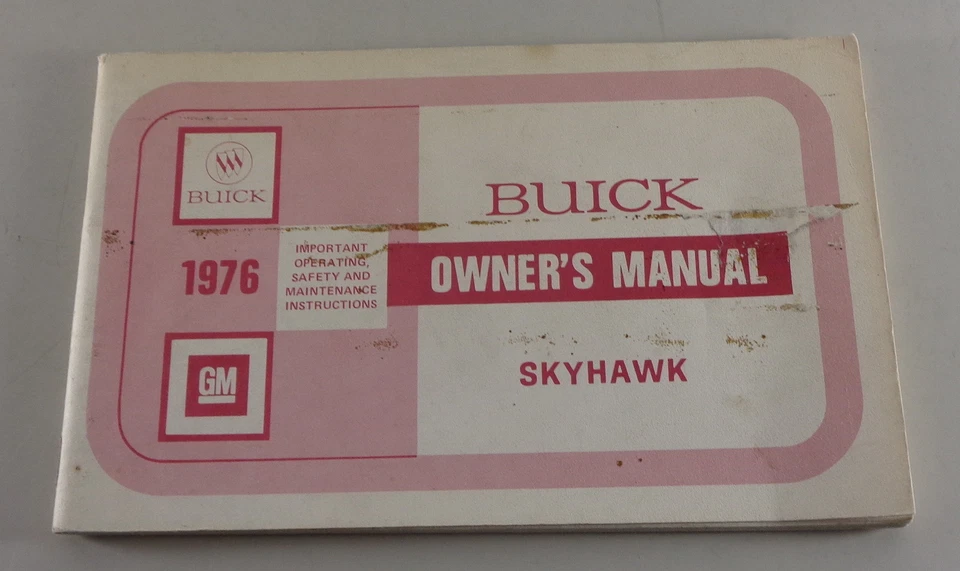 BUICK
1976
GM
IMPORTANT
OPERATING,
SAFETY AND
MAINTENANCE
INSTRUCTIONS
BUICK
OWNER'S MANUAL
SKYHAWK